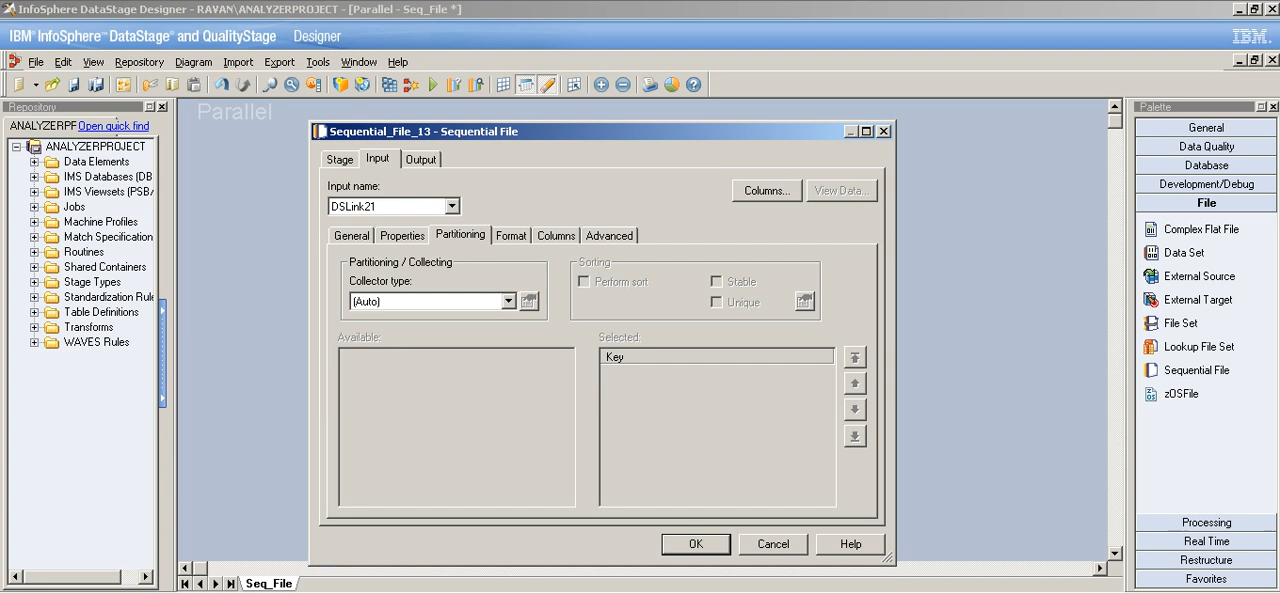 InfoSphere DataStage Designer - RAVAN\ANALYZERPROJECT - [Parallel - Seq_File *]
IBM® InfoSphere™ DataStage® and QualityStage Designer
IBM.
File Edit View Repository Diagram Import Export Tools Window Help
Repository
ANALYZERPF Open quick find
ANALYZERPROJECT
Data Elements
IMS Databases (DB
IMS Viewsets (PSB/
Jobs
Machine Profiles
Match Specification
Routines
Shared Containers
Stage Types
Standardization Rule
Table Definitions
Transforms
WAVES Rules
Parallel
Sequential_File_13 - Sequential File
Stage Input Output
Input name:
DSLink21
Columns... View Data...
General Properties Partitioning Format Columns Advanced
Partitioning / Collecting
Collector type:
(Auto)
Sorting
Perform sort Stable
Unique
Available:
Selected:
Key
OK Cancel Help
Seq_File
Palette
General
Data Quality
Database
Development/Debug
File
Complex Flat File
Data Set
External Source
External Target
File Set
Lookup File Set
Sequential File
zOSFile
Processing
Real Time
Restructure
Favorites